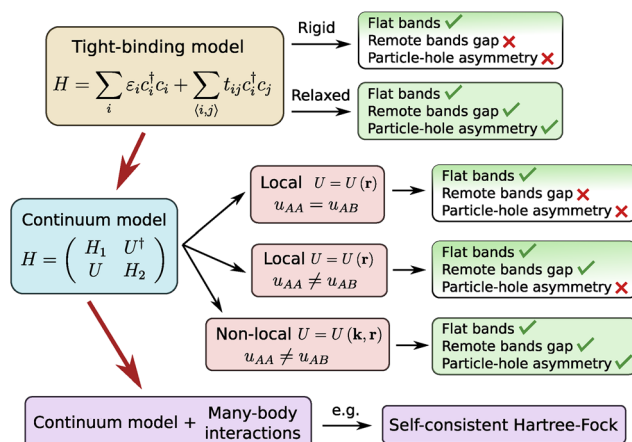 Tight-binding model
H = ∑_i ε_i c_i† c_i + ∑_⟨i,j⟩ t_ij c_i† c_j
Rigid
Flat bands ✓
Remote bands gap ✗
Particle-hole asymmetry ✗
Relaxed
Flat bands ✓
Remote bands gap ✓
Particle-hole asymmetry ✓
Continuum model
H = ( H_1 U†
U H_2 )
Local U = U(r)
u_AA = u_AB
Flat bands ✓
Remote bands gap ✗
Particle-hole asymmetry ✗
Local U = U(r)
u_AA ≠ u_AB
Flat bands ✓
Remote bands gap ✓
Particle-hole asymmetry ✗
Non-local U = U(k, r)
u_AA ≠ u_AB
Flat bands ✓
Remote bands gap ✓
Particle-hole asymmetry ✓
Continuum model + Many-body
interactions
e.g.
Self-consistent Hartree-Fock